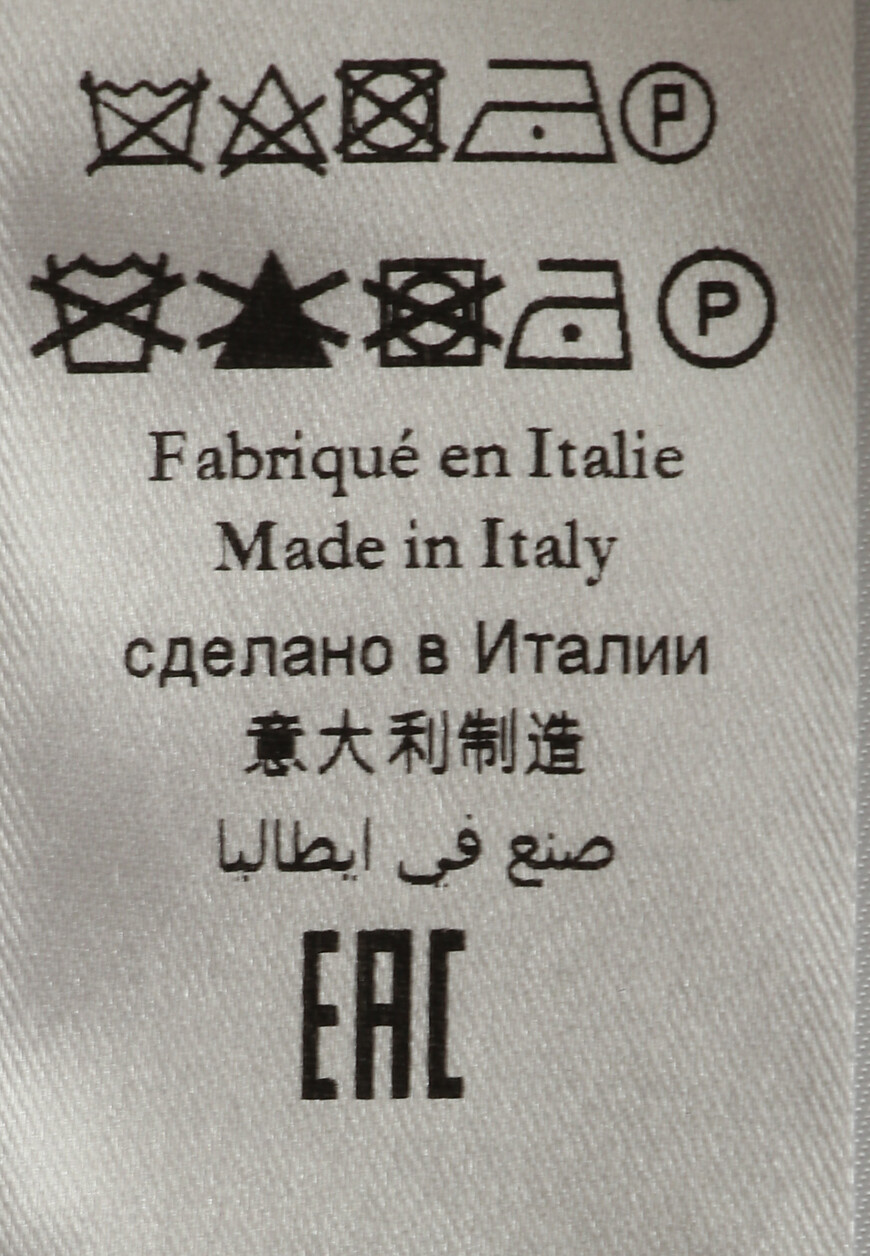 P
P
Fabriqué en Italie
Made in Italy
сделано в Италии
意大利制造
صنع في ايطاليا
EAC